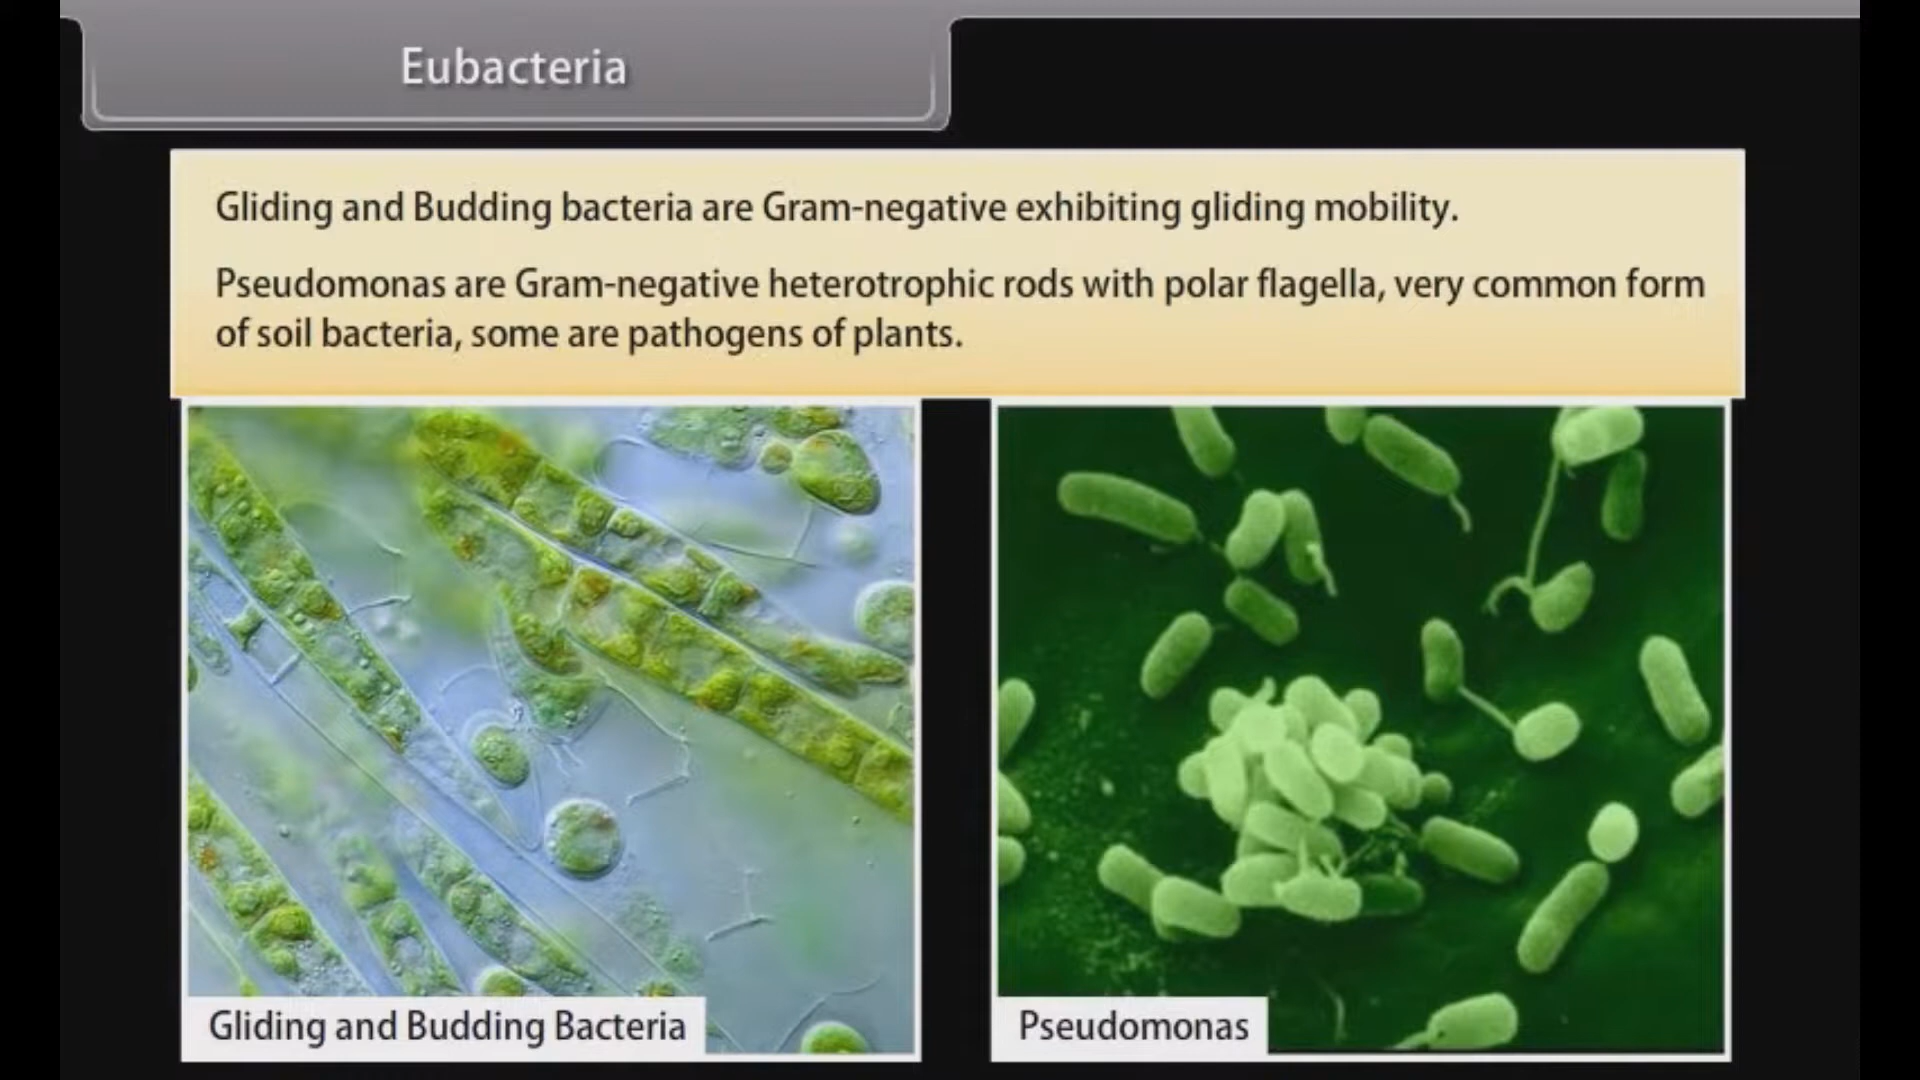 Eubacteria
Gliding and Budding bacteria are Gram-negative exhibiting gliding mobility.
Pseudomonas are Gram-negative heterotrophic rods with polar flagella, very common form
of soil bacteria, some are pathogens of plants.
Gliding and Budding Bacteria
Pseudomonas